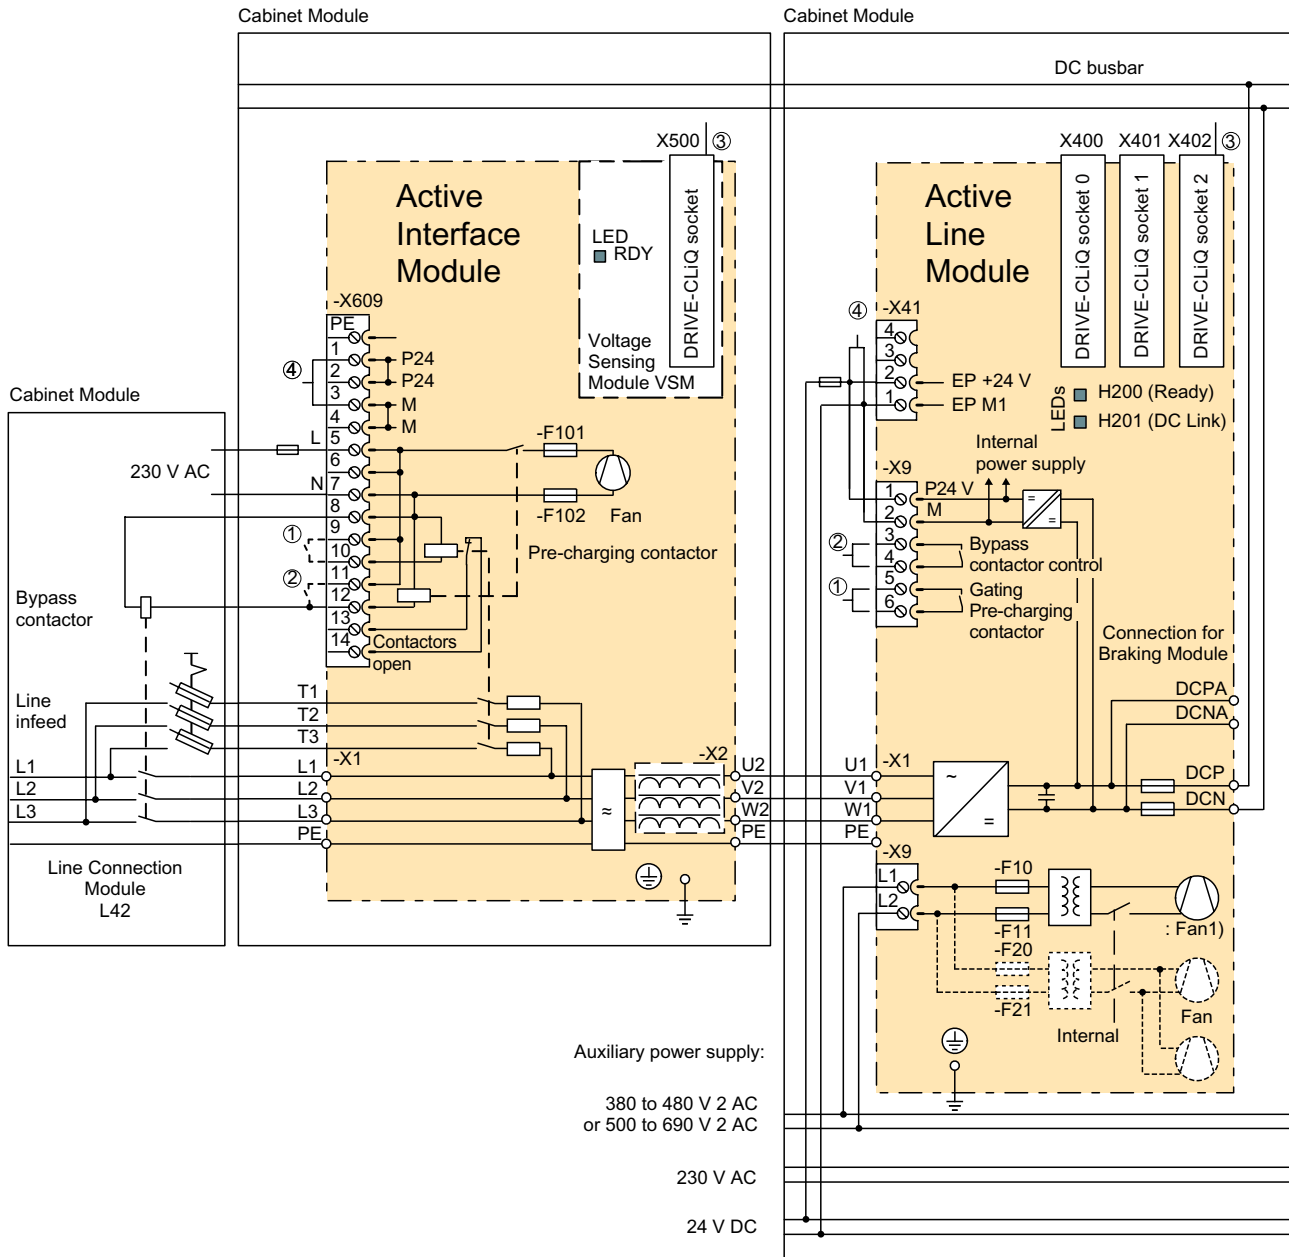 Cabinet Module
Cabinet Module
DC busbar
X500
③
X400
X401
X402
③
Active
Interface
Module
LED
RDY
DRIVE-CLiQ socket
Voltage
Sensing
Module VSM
Active
Line
Module
DRIVE-CLiQ socket 0
DRIVE-CLiQ socket 1
DRIVE-CLiQ socket 2
LEDs
H200 (Ready)
H201 (DC Link)
-X609
PE
1
2
3
4
5
6
7
8
9
10
11
12
13
14
P24
P24
M
M
④
L
N
①
②
-F101
-F102
Fan
Pre-charging contactor
Contactors
open
④
-X41
4
3
2
1
EP +24 V
EP M1
Internal
power supply
-X9
1
2
3
4
5
6
P24 V
M
②
①
Bypass
contactor control
Gating
Pre-charging
contactor
=
=
Connection for
Braking Module
DCPA
DCNA
DCP
DCN
Cabinet Module
230 V AC
Bypass
contactor
Line
infeed
L1
L2
L3
Line Connection
Module
L42
T1
T2
T3
-X1
L1
L2
L3
PE
≈
-X2
U2
V2
W2
PE
U1
V1
W1
PE
-X1
~
=
-X9
L1
L2
-F10
-F11
-F20
-F21
: Fan1)
Fan
Internal
Auxiliary power supply:
380 to 480 V 2 AC
or 500 to 690 V 2 AC
230 V AC
24 V DC